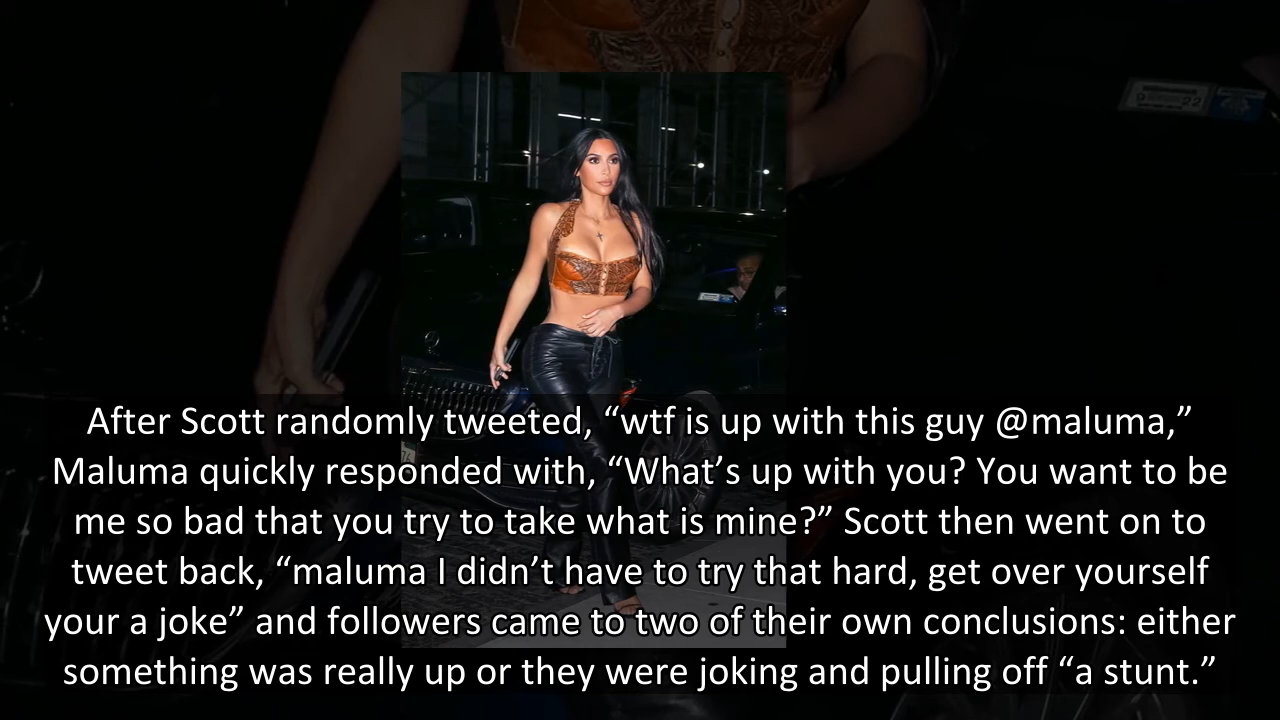 9 22
After Scott randomly tweeted, “wtf is up with this guy @maluma,”
Maluma quickly responded with, “What’s up with you? You want to be
me so bad that you try to take what is mine?” Scott then went on to
tweet back, “maluma I didn’t have to try that hard, get over yourself
your a joke” and followers came to two of their own conclusions: either
something was really up or they were joking and pulling off “a stunt.”